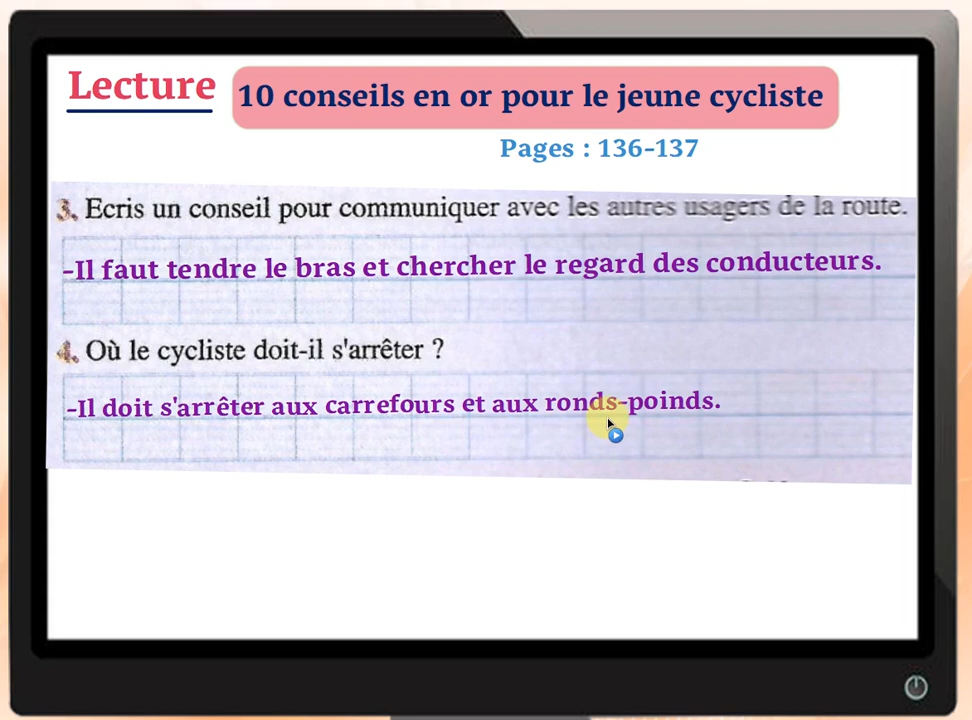 Lecture
10 conseils en or pour le jeune cycliste
Pages : 136-137
3. Ecris un conseil pour communiquer avec les autres usagers de la route.
-Il faut tendre le bras et chercher le regard des conducteurs.
4. Où le cycliste doit-il s'arrêter ?
-Il doit s'arrêter aux carrefours et aux ronds-poinds.